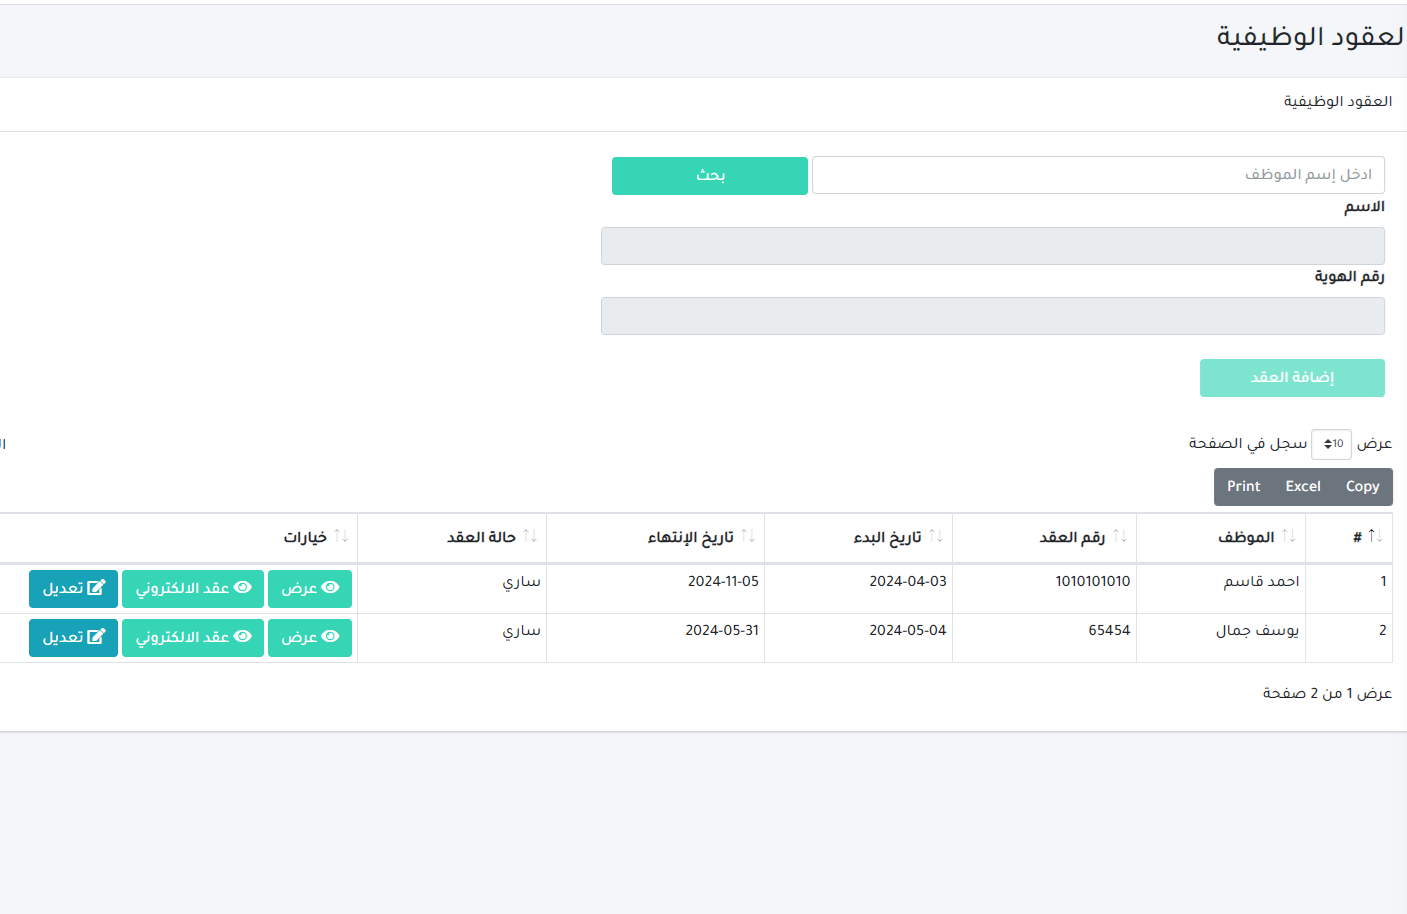 لعقود الوظيفية
العقود الوظيفية
ادخل إسم الموظف بحث
الاسم
رقم الهوية
إضافة العقد
عرض 10 سجل في الصفحة
Copy Excel Print
# الموظف رقم العقد تاريخ البدء تاريخ الإنتهاء حالة العقد خيارات
1 احمد قاسم 1010101010 2024-04-03 2024-11-05 ساري عرض عقد الالكتروني تعديل
2 يوسف جمال 65454 2024-05-04 2024-05-31 ساري عرض عقد الالكتروني تعديل
عرض 1 من 2 صفحة